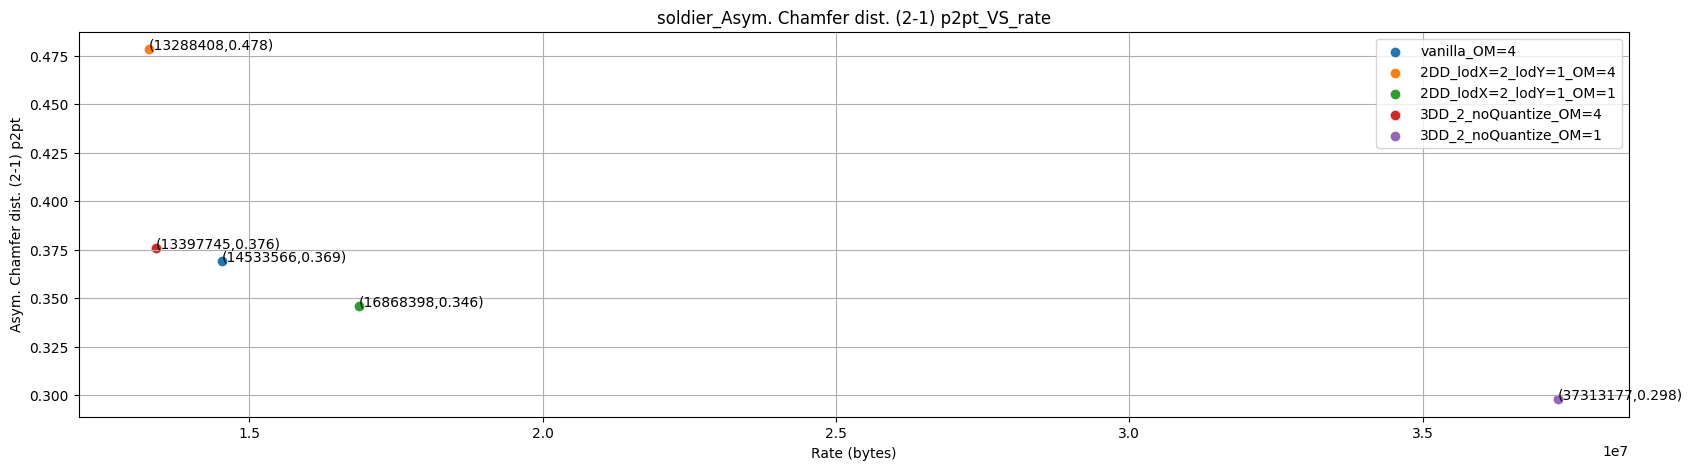 soldier_Asym. Chamfer dist. (2-1) p2pt_VS_rate
(13288408,0.478)
(13397745,0.376)
(14533566,0.369)
(16868398,0.346)
(37313177,0.298)
vanilla_OM=4
2DD_lodX=2_lodY=1_OM=4
2DD_lodX=2_lodY=1_OM=1
3DD_2_noQuantize_OM=4
3DD_2_noQuantize_OM=1
Asym. Chamfer dist. (2-1) p2pt
0.475
0.450
0.425
0.400
0.375
0.350
0.325
0.300
1.5
2.0
2.5
3.0
3.5
1e7
Rate (bytes)